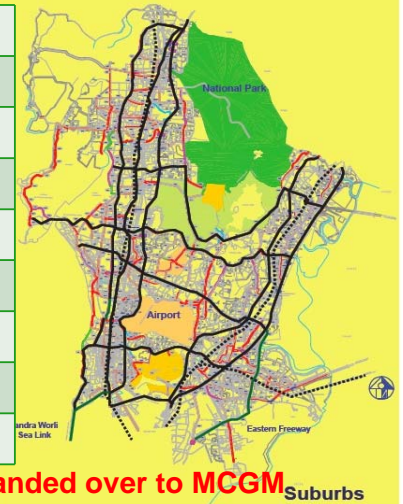 National Park
Airport
andra Worli
Sea Link
Eastern Freeway
anded over to MCGM
Suburbs